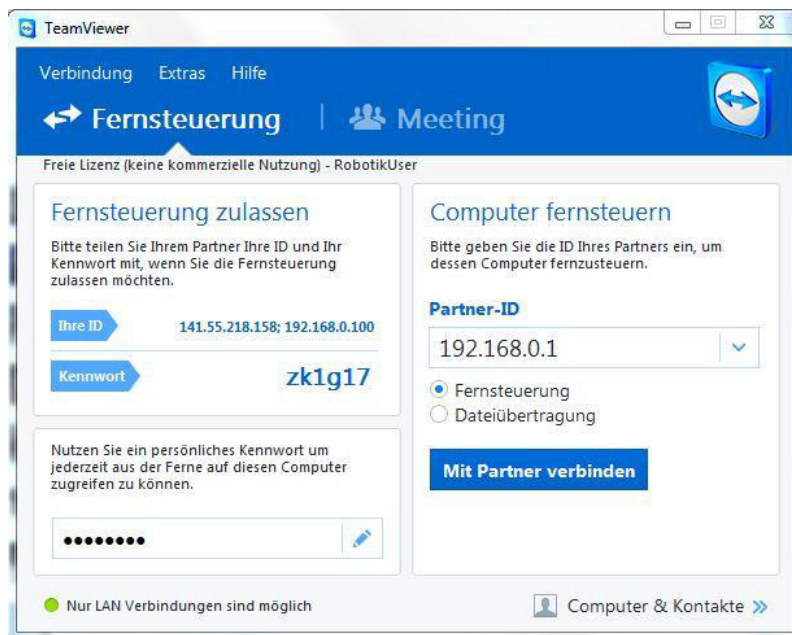 TeamViewer
Verbindung Extras Hilfe
Fernsteuerung | Meeting
Freie Lizenz (keine kommerzielle Nutzung) - RobotikUser
Fernsteuerung zulassen
Bitte teilen Sie Ihrem Partner Ihre ID und Ihr
Kennwort mit, wenn Sie die Fernsteuerung
zulassen möchten.
Ihre ID 141.55.218.158; 192.168.0.100
Kennwort zk1g17
Nutzen Sie ein persönliches Kennwort um
jederzeit aus der Ferne auf diesen Computer
zugreifen zu können.
••••••••
Computer fernsteuern
Bitte geben Sie die ID Ihres Partners ein, um
dessen Computer fernzusteuern.
Partner-ID
192.168.0.1
Fernsteuerung
Dateiübertragung
Mit Partner verbinden
Nur LAN Verbindungen sind möglich
Computer & Kontakte »